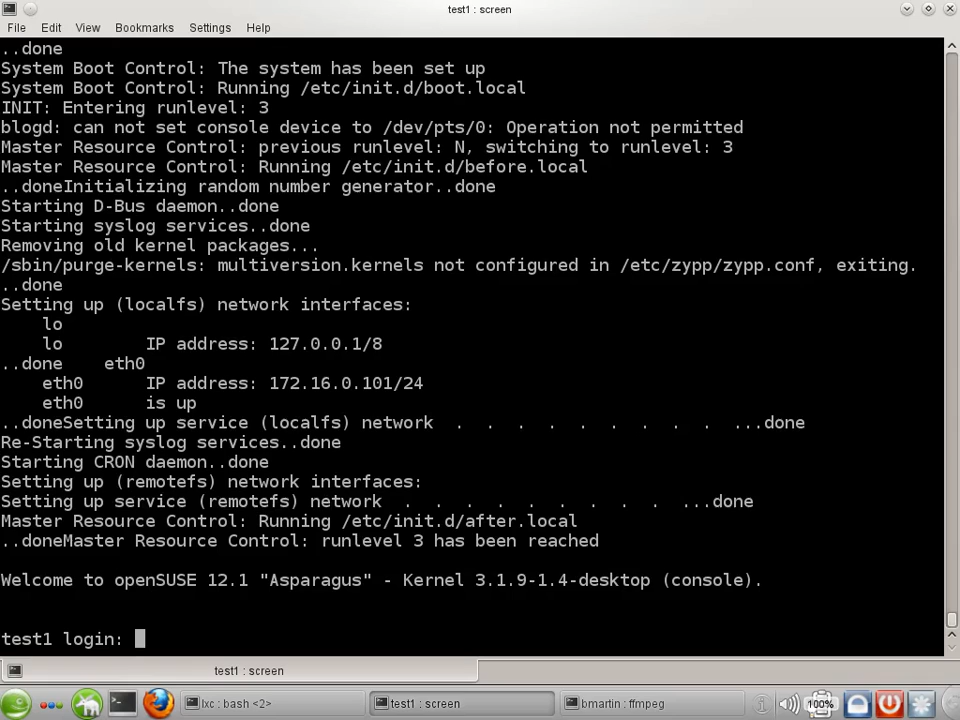 test1 : screen
File Edit View Bookmarks Settings Help
..done
System Boot Control: The system has been set up
System Boot Control: Running /etc/init.d/boot.local
INIT: Entering runlevel: 3
blogd: can not set console device to /dev/pts/0: Operation not permitted
Master Resource Control: previous runlevel: N, switching to runlevel: 3
Master Resource Control: Running /etc/init.d/before.local
..doneInitializing random number generator..done
Starting D-Bus daemon..done
Starting syslog services..done
Removing old kernel packages...
/sbin/purge-kernels: multiversion.kernels not configured in /etc/zypp/zypp.conf, exiting.
..done
Setting up (localfs) network interfaces:
    lo
    lo        IP address: 127.0.0.1/8
..done    eth0
    eth0      IP address: 172.16.0.101/24
    eth0      is up
..doneSetting up service (localfs) network  .  .  .  .  .  .  .  .  .  ...done
Re-Starting syslog services..done
Starting CRON daemon..done
Setting up (remotefs) network interfaces:
Setting up service (remotefs) network  .  .  .  .  .  .  .  .  .  ...done
Master Resource Control: Running /etc/init.d/after.local
..doneMaster Resource Control: runlevel 3 has been reached
Welcome to openSUSE 12.1 "Asparagus" - Kernel 3.1.9-1.4-desktop (console).
test1 login:
test1 : screen
lxc : bash <2> test1 : screen bmartin : ffmpeg 100%